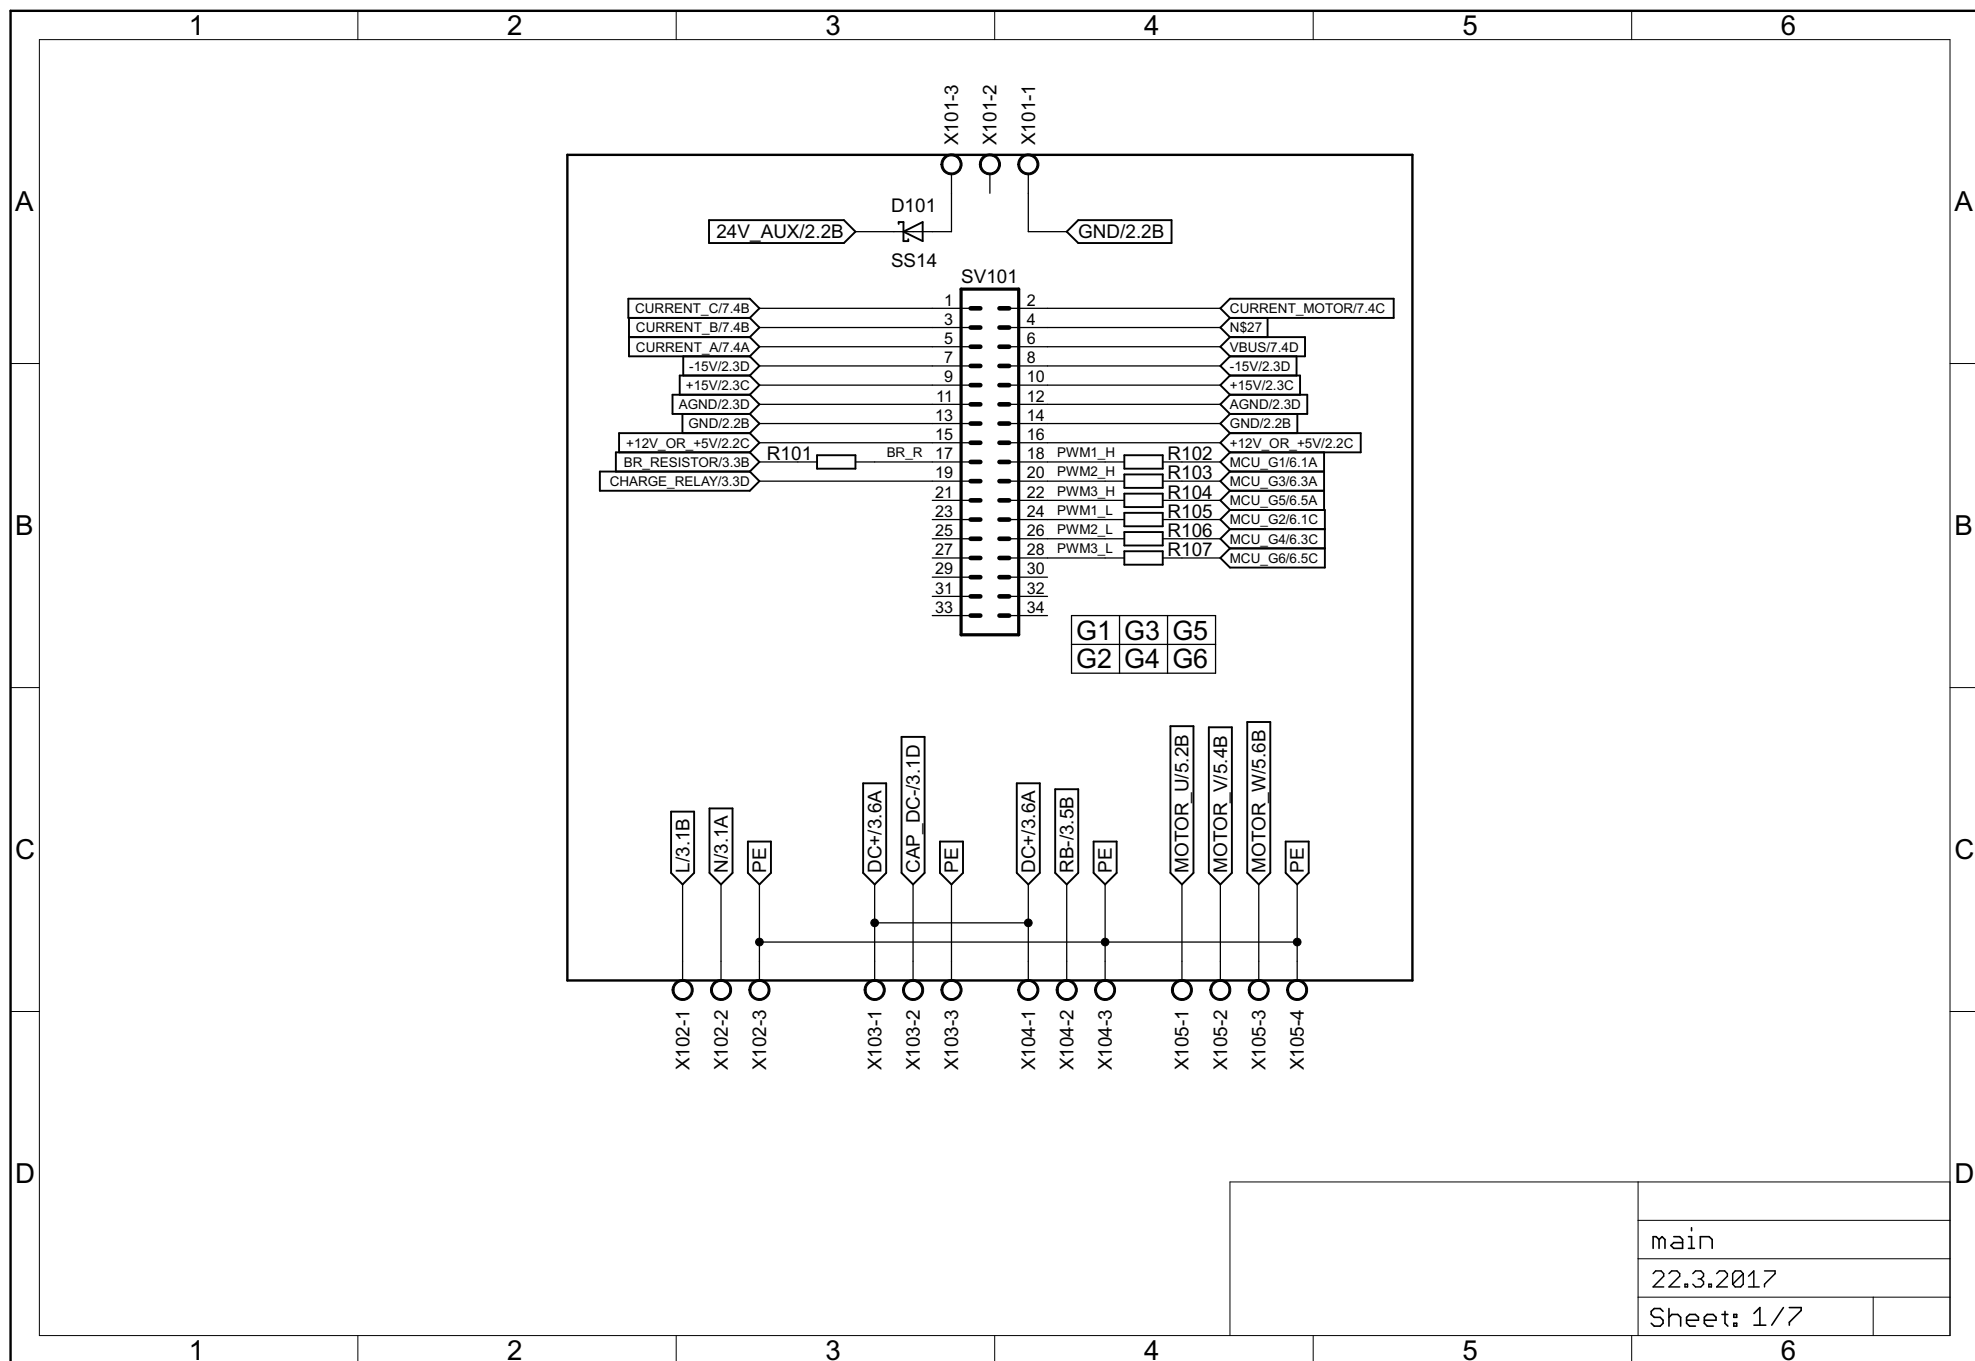 1 2 3 4 5 6
X101-3 X101-2 X101-1
A A
D101
24V_AUX/2.2B GND/2.2B
SS14
SV101
CURRENT_C/7.4B 1 2 CURRENT_MOTOR/7.4C
CURRENT_B/7.4B 3 4 N$27
CURRENT_A/7.4A 5 6 VBUS/7.4D
-15V/2.3D 7 8 -15V/2.3D
+15V/2.3C 9 10 +15V/2.3C
AGND/2.3D 11 12 AGND/2.3D
GND/2.2B 13 14 GND/2.2B
+12V_OR_+5V/2.2C 15 16 +12V_OR_+5V/2.2C
BR_RESISTOR/3.3B R101 BR_R 17 18 PWM1_H R102 MCU_G1/6.1A
CHARGE_RELAY/3.3D 19 20 PWM2_H R103 MCU_G3/6.3A
21 22 PWM3_H R104 MCU_G5/6.5A
B 23 24 PWM1_L R105 MCU_G2/6.1C B
25 26 PWM2_L R106 MCU_G4/6.3C
27 28 PWM3_L R107 MCU_G6/6.5C
29 30
31 32
33 34
G1 G3 G5
G2 G4 G6
C C
L/3.1B N/3.1A PE DC+/3.6A CAP_DC-/3.1D PE DC+/3.6A RB-/3.5B PE MOTOR_U/5.2B MOTOR_V/5.4B MOTOR_W/5.6B PE
X102-1 X102-2 X102-3 X103-1 X103-2 X103-3 X104-1 X104-2 X104-3 X105-1 X105-2 X105-3 X105-4
D D
main
22.3.2017
Sheet: 1/7
1 2 3 4 5 6